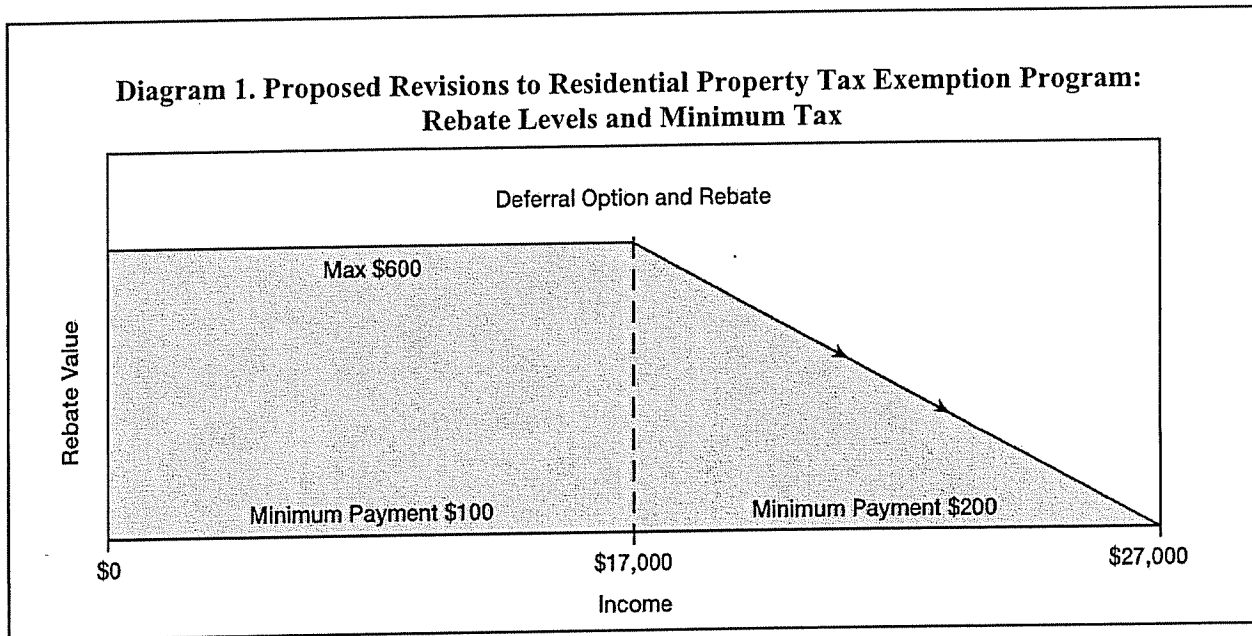 Diagram 1. Proposed Revisions to Residential Property Tax Exemption Program:
Rebate Levels and Minimum Tax
Deferral Option and Rebate
Max $600
Rebate Value
Minimum Payment $100
Minimum Payment $200
$0
$17,000
$27,000
Income